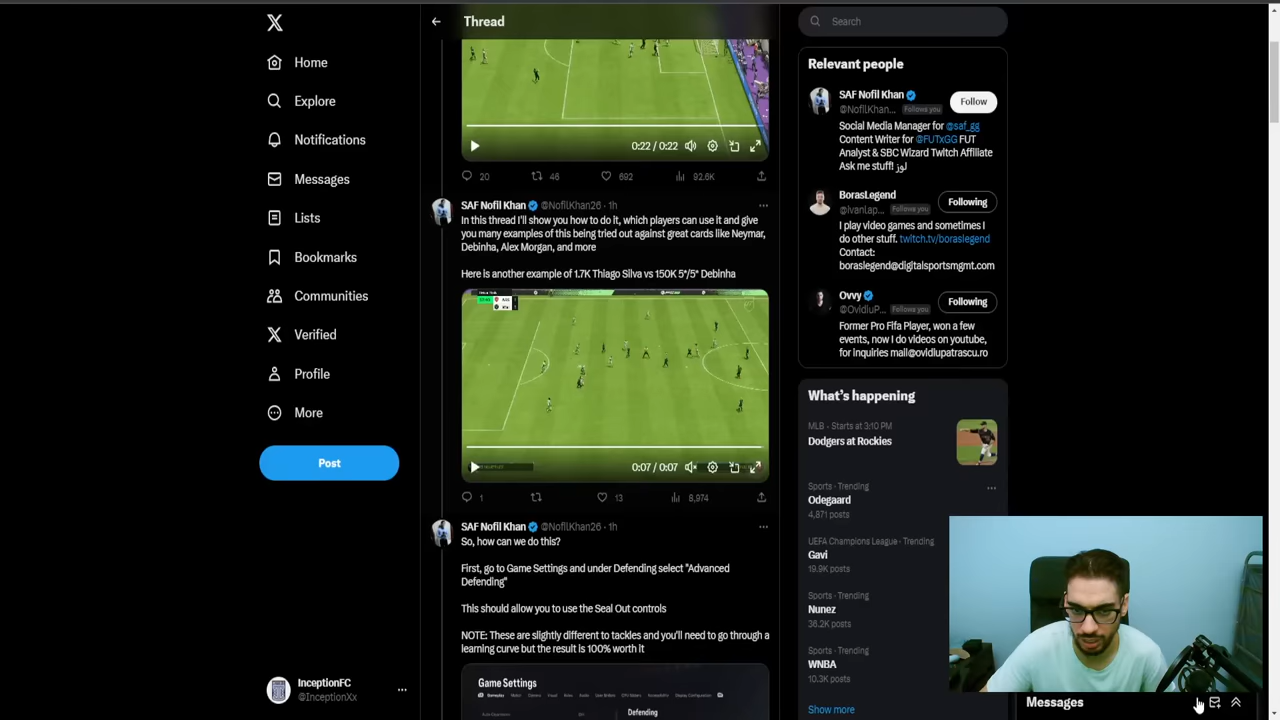 Home
Explore
Notifications
Messages
Lists
Bookmarks
Communities
Verified
Profile
More
Post
InceptionFC
@InceptionXx
Thread
0:22 / 0:22
20
46
692
92.6K
SAF Nofil Khan @NofilKhan26 · 1h
In this thread I'll show you how to do it, which players can use it and give
you many examples of this being tried out against great cards like Neymar,
Debinha, Alex Morgan, and more
Here is another example of 1.7K Thiago Silva vs 150K 5*/5* Debinha
0:07 / 0:07
1
13
8,974
SAF Nofil Khan @NofilKhan26 · 1h
So, how can we do this?
First, go to Game Settings and under Defending select "Advanced
Defending"
This should allow you to use the Seal Out controls
NOTE: These are slightly different to tackles and you'll need to go through a
learning curve but the result is 100% worth it
Game Settings
Defending
Search
Relevant people
SAF Nofil Khan
@NofilKhan... Follows you
Follow
Social Media Manager for @saf_gg
Content Writer for @FUTxGG FUT
Analyst & SBC Wizard Twitch Affiliate
Ask me stuff! لوز
BorasLegend
@ivanlap... Follows you
Following
I play video games and sometimes I
do other stuff. twitch.tv/boraslegend
Contact:
boraslegend@digitalsportsmgmt.com
Ovvy
@OvidiuP... Follows you
Following
Former Pro Fifa Player, won a few
events, now I do videos on youtube,
for inquiries mail@ovidiupatrascu.ro
What's happening
MLB · Starts at 3:10 PM
Dodgers at Rockies
Sports · Trending
Odegaard
4,871 posts
UEFA Champions League · Trending
Gavi
19.9K posts
Sports · Trending
Nunez
36.2K posts
Sports · Trending
WNBA
10.3K posts
Show more
Messages